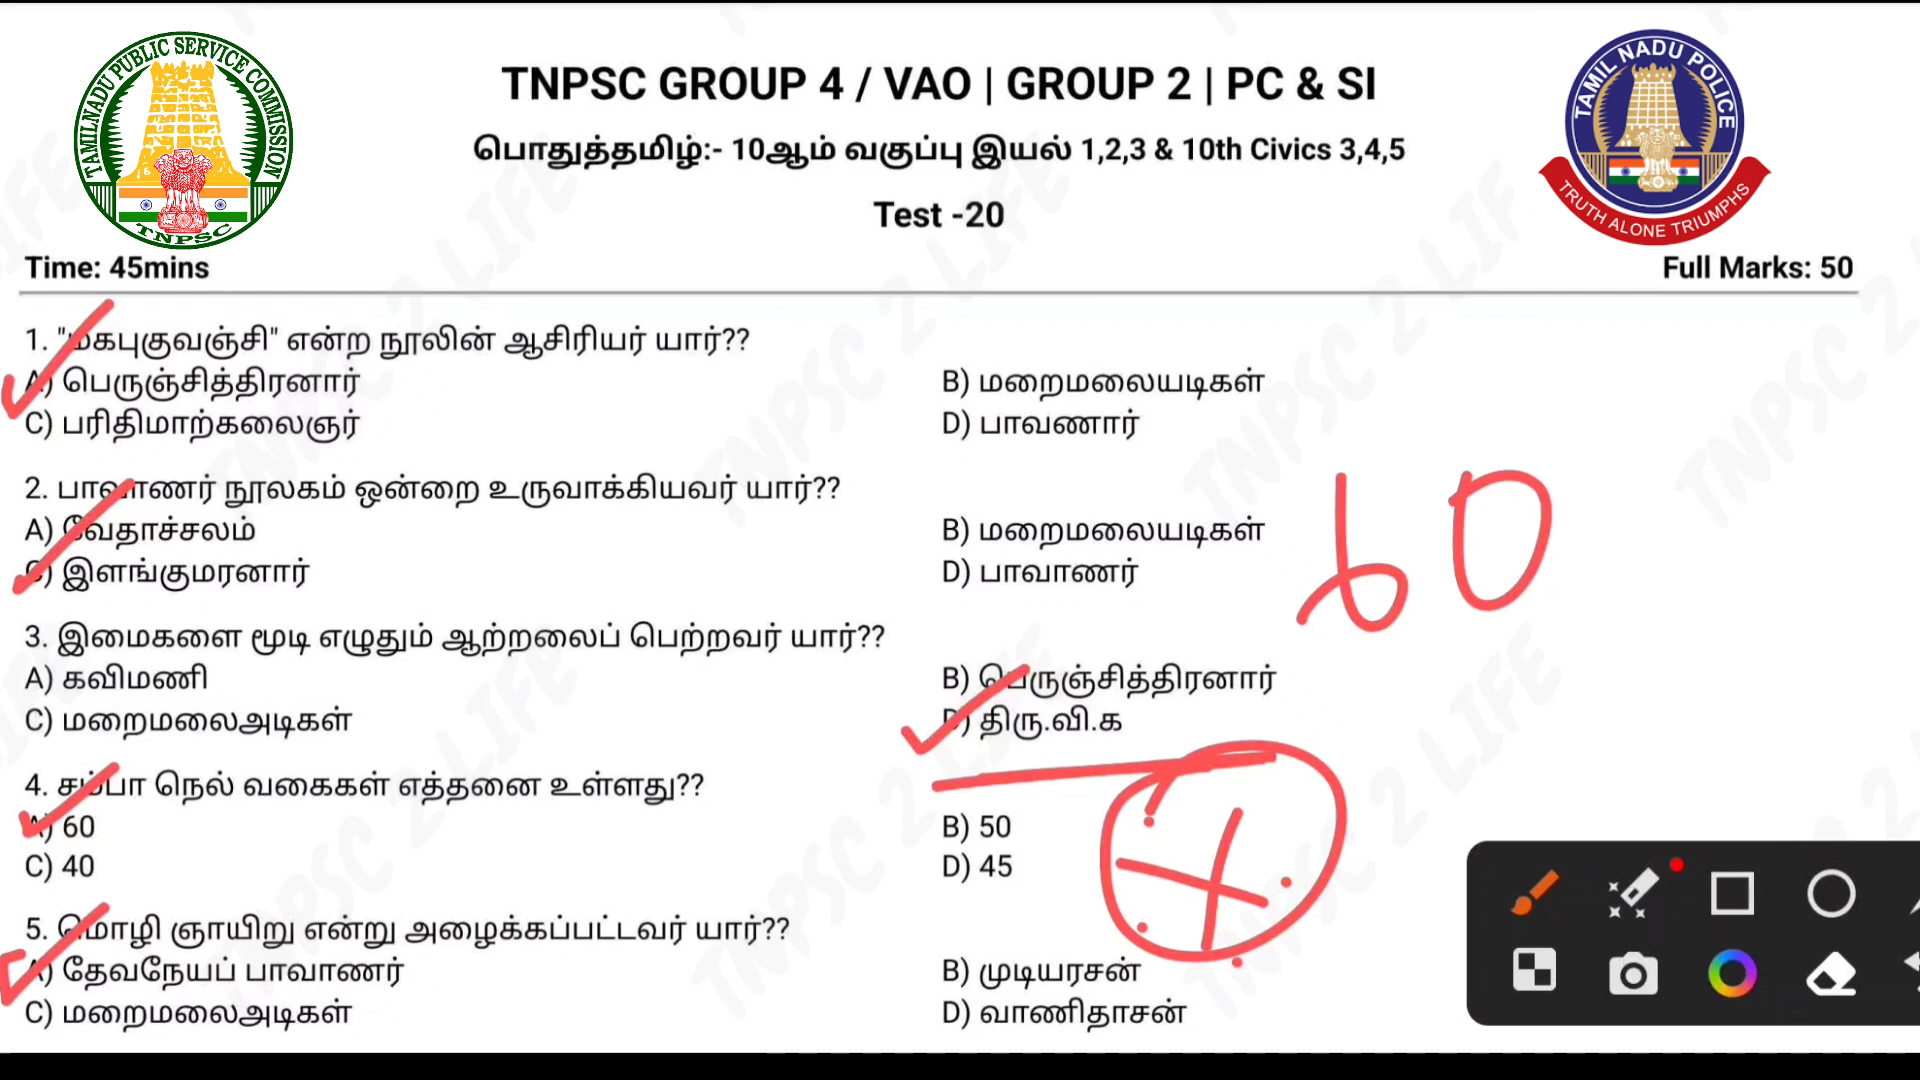 TAMILNADU PUBLIC SERVICE COMMISSION
TNPSC
TNPSC GROUP 4 / VAO | GROUP 2 | PC & SI
பொதுத்தமிழ்:- 10ஆம் வகுப்பு இயல் 1,2,3 & 10th Civics 3,4,5
Test -20
TAMIL NADU POLICE
TRUTH ALONE TRIUMPHS
Time: 45mins
Full Marks: 50
1. "மகபுகுவஞ்சி" என்ற நூலின் ஆசிரியர் யார்??
A) பெருஞ்சித்திரனார்
B) மறைமலையடிகள்
C) பரிதிமாற்கலைஞர்
D) பாவணார்
2. பாவாணர் நூலகம் ஒன்றை உருவாக்கியவர் யார்??
A) வேதாச்சலம்
B) மறைமலையடிகள்
C) இளங்குமரனார்
D) பாவாணர்
60
3. இமைகளை மூடி எழுதும் ஆற்றலைப் பெற்றவர் யார்??
A) கவிமணி
B) பெருஞ்சித்திரனார்
C) மறைமலைஅடிகள்
D) திரு.வி.க
4. சம்பா நெல் வகைகள் எத்தனை உள்ளது??
A) 60
B) 50
C) 40
D) 45
5. மொழி ஞாயிறு என்று அழைக்கப்பட்டவர் யார்??
A) தேவநேயப் பாவாணர்
B) முடியரசன்
C) மறைமலைஅடிகள்
D) வாணிதாசன்
TNPSC 2 LIFE